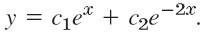 y = c₁eˣ + c₂e⁻²ˣ.